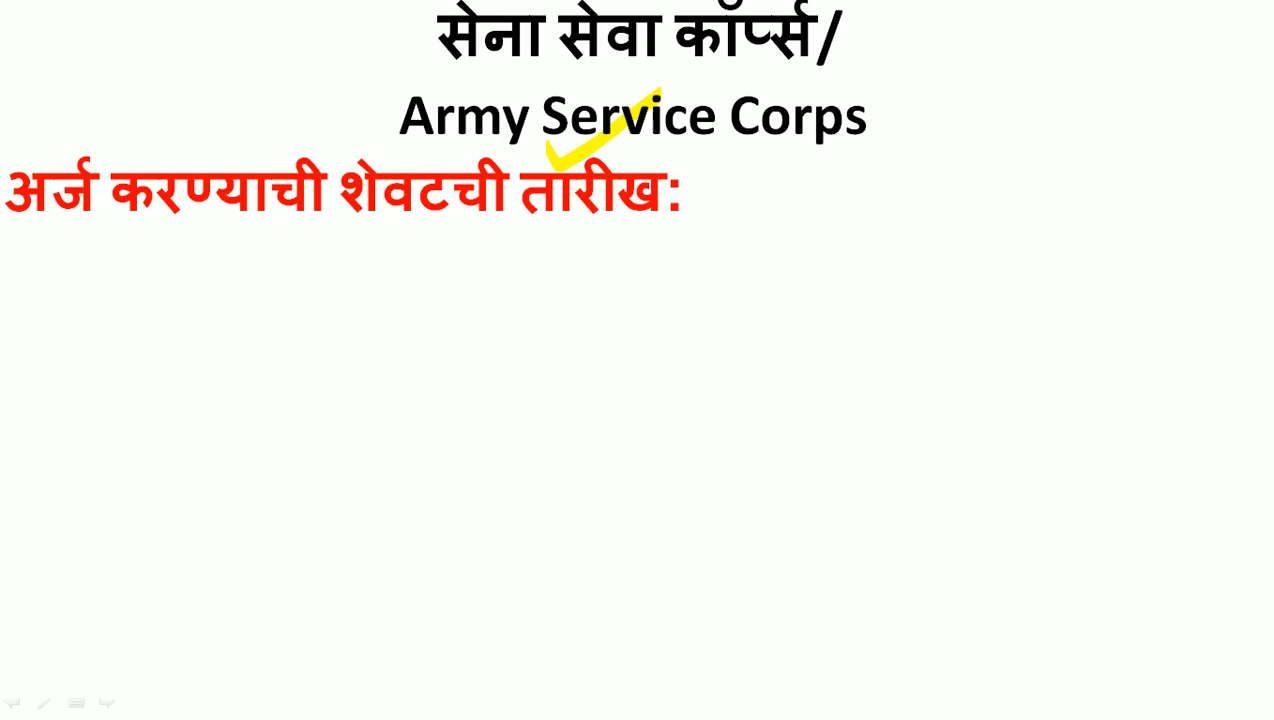 सेना सेवा कॉर्प्स/
Army Service Corps
अर्ज करण्याची शेवटची तारीख: